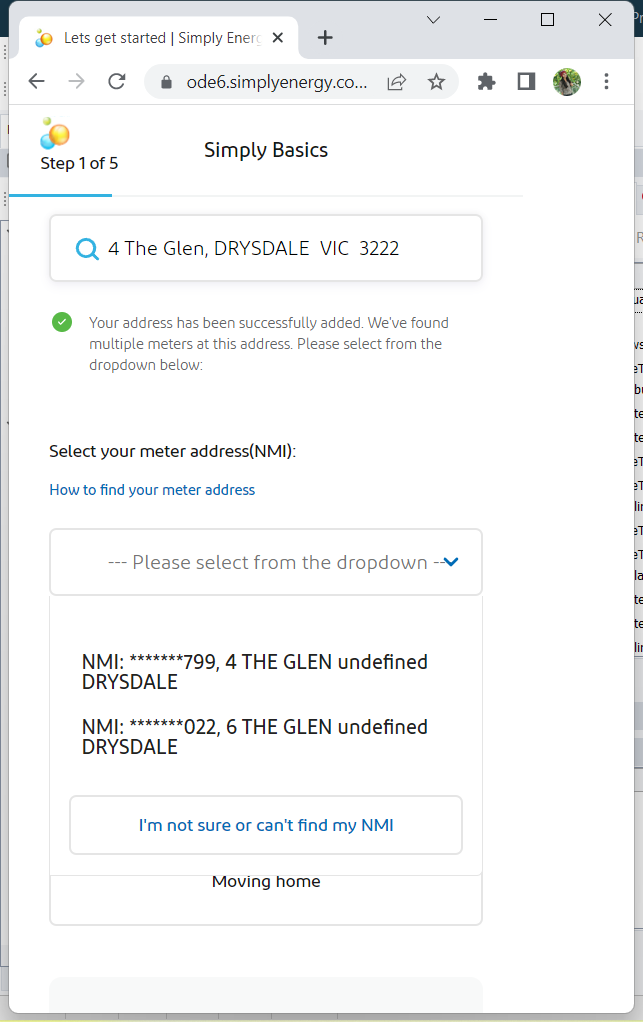 Lets get started | Simply Energ
ode6.simplyenergy.co...
Step 1 of 5
Simply Basics
4 The Glen, DRYSDALE  VIC  3222
Your address has been successfully added. We've found
multiple meters at this address. Please select from the
dropdown below:
Select your meter address(NMI):
How to find your meter address
--- Please select from the dropdown --
NMI: *******799, 4 THE GLEN undefined
DRYSDALE
NMI: *******022, 6 THE GLEN undefined
DRYSDALE
I'm not sure or can't find my NMI
Moving home